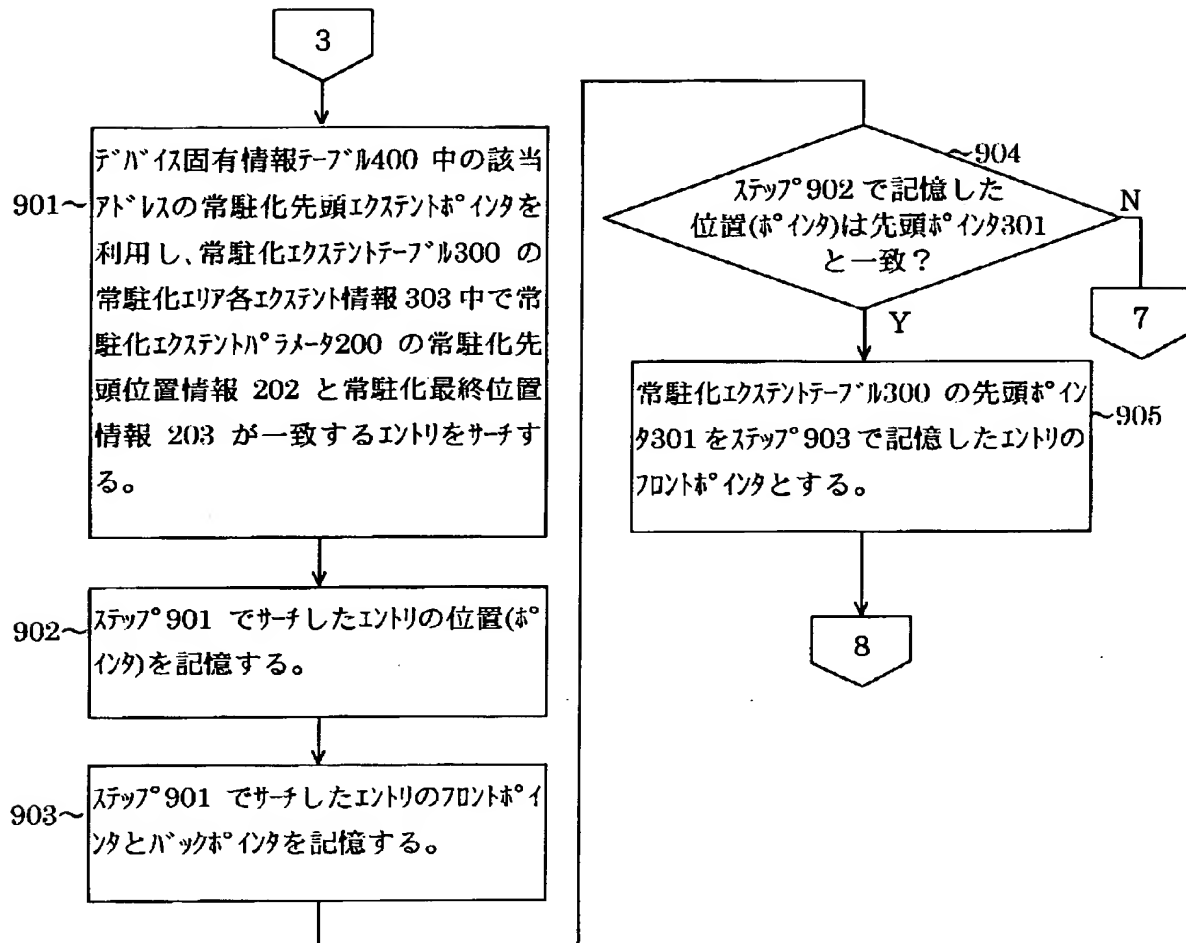 3
901~
ﾃﾞﾊﾞｲｽ固有情報ﾃｰﾌﾞﾙ400 中の該当
ｱﾄﾞﾚｽの常駐化先頭ｴｸｽﾃﾝﾄﾎﾟｲﾝﾀを
利用し、常駐化ｴｸｽﾃﾝﾄﾃｰﾌﾞﾙ300 の
常駐化ｴﾘｱ各ｴｸｽﾃﾝﾄ情報303中で常
駐化ｴｸｽﾃﾝﾄﾊﾟﾗﾒｰﾀ200 の常駐化先
頭位置情報 202 と常駐化最終位置
情報 203 が一致するｴﾝﾄﾘをｻｰﾁす
る。
902~
ｽﾃｯﾌﾟ901 でｻｰﾁしたｴﾝﾄﾘの位置(ﾎﾟ
ｲﾝﾀ)を記憶する。
903~
ｽﾃｯﾌﾟ901 でｻｰﾁしたｴﾝﾄﾘのﾌﾛﾝﾄﾎﾟｲ
ﾝﾀとﾊﾞｯｸﾎﾟｲﾝﾀを記憶する。
~904
ｽﾃｯﾌﾟ902 で記憶した
位置(ﾎﾟｲﾝﾀ)は先頭ﾎﾟｲﾝﾀ301
と一致？
N
7
Y
常駐化ｴｸｽﾃﾝﾄﾃｰﾌﾞﾙ300 の先頭ﾎﾟｲﾝ
ﾀ301をｽﾃｯﾌﾟ903で記憶したｴﾝﾄﾘの
ﾌﾛﾝﾄﾎﾟｲﾝﾀとする。
~905
8